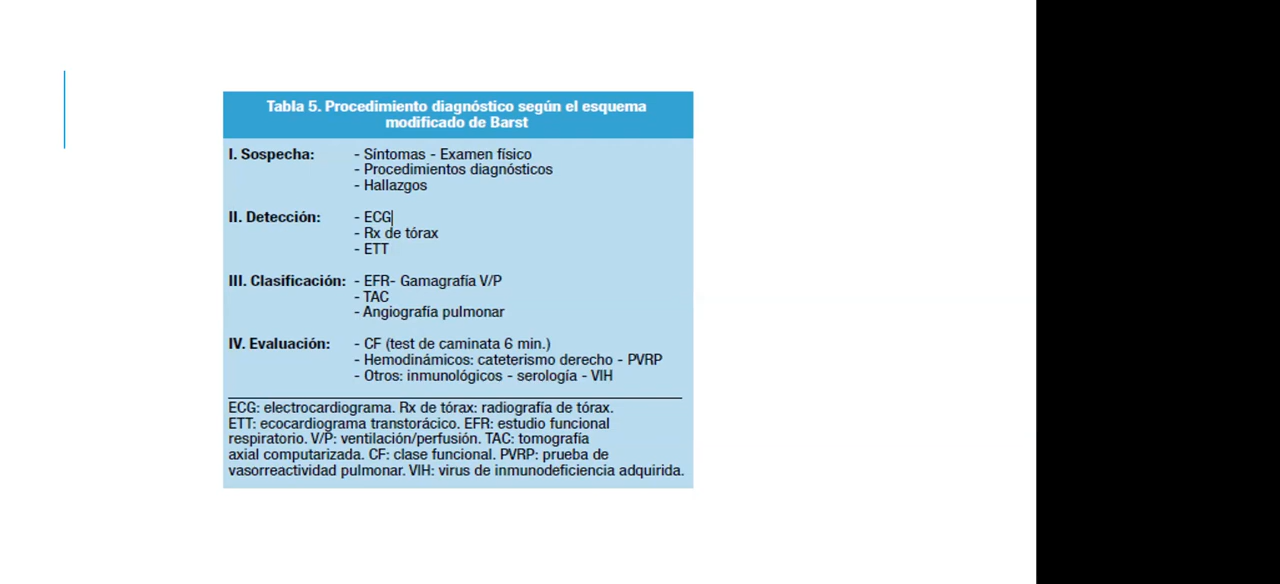 Tabla 5. Procedimiento diagnóstico según el esquema
modificado de Barst
I. Sospecha: - Síntomas - Examen físico
- Procedimientos diagnósticos
- Hallazgos
II. Detección: - ECG
- Rx de tórax
- ETT
III. Clasificación: - EFR- Gamagrafía V/P
- TAC
- Angiografía pulmonar
IV. Evaluación: - CF (test de caminata 6 min.)
- Hemodinámicos: cateterismo derecho - PVRP
- Otros: inmunológicos - serología - VIH
ECG: electrocardiograma. Rx de tórax: radiografía de tórax.
ETT: ecocardiograma transtorácico. EFR: estudio funcional
respiratorio. V/P: ventilación/perfusión. TAC: tomografía
axial computarizada. CF: clase funcional. PVRP: prueba de
vasorreactividad pulmonar. VIH: virus de inmunodeficiencia adquirida.